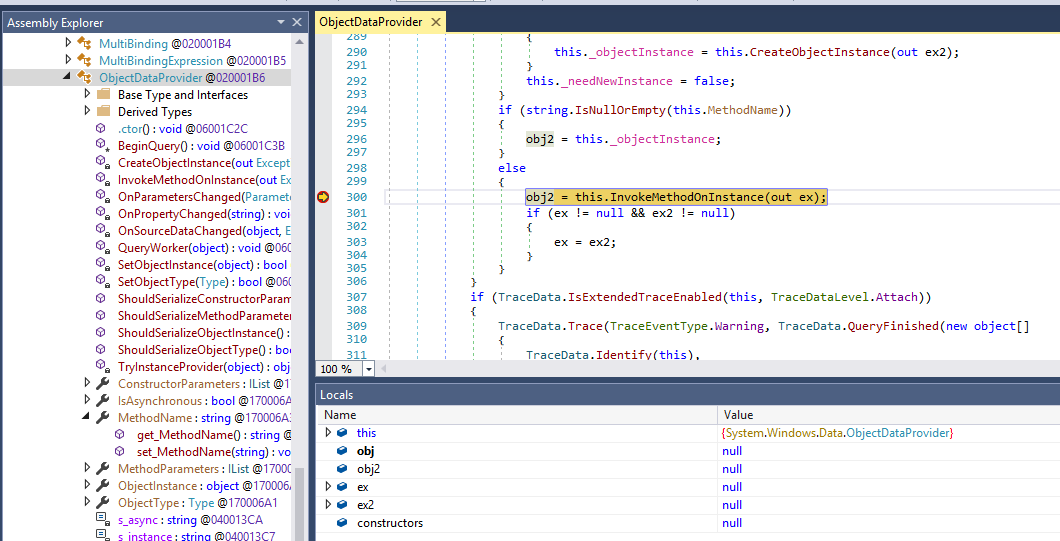 Assembly Explorer
MultiBinding @020001B4
MultiBindingExpression @020001B5
ObjectDataProvider @020001B6
Base Type and Interfaces
Derived Types
.ctor() : void @06001C2C
BeginQuery() : void @06001C3B
CreateObjectInstance(out Except
InvokeMethodOnInstance(out Ex
OnParametersChanged(Paramete
OnPropertyChanged(string) : voi
OnSourceDataChanged(object, E
QueryWorker(object) : void @060
SetObjectInstance(object) : bool
SetObjectType(Type) : bool @06
ShouldSerializeConstructorParam
ShouldSerializeMethodParameter
ShouldSerializeObjectInstance() :
ShouldSerializeObjectType() : boo
TryInstanceProvider(object) : obj
ConstructorParameters : IList @1
IsAsynchronous : bool @170006A
MethodName : string @170006A3
get_MethodName() : string @
set_MethodName(string) : vo
MethodParameters : IList @1700
ObjectInstance : object @170006
ObjectType : Type @170006A1
s_async : string @040013CA
s_instance : string @040013C7
ObjectDataProvider
289 {
290 this._objectInstance = this.CreateObjectInstance(out ex2);
291 }
292 this._needNewInstance = false;
293 }
294 if (string.IsNullOrEmpty(this.MethodName))
295 {
296 obj2 = this._objectInstance;
297 }
298 else
299 {
300 obj2 = this.InvokeMethodOnInstance(out ex);
301 if (ex != null && ex2 != null)
302 {
303 ex = ex2;
304 }
305 }
306 }
307 if (TraceData.IsExtendedTraceEnabled(this, TraceDataLevel.Attach))
308 {
309 TraceData.Trace(TraceEventType.Warning, TraceData.QueryFinished(new object[]
310 {
311 TraceData.Identify(this),
100 %
Locals
Name Value
this {System.Windows.Data.ObjectDataProvider}
obj null
obj2 null
ex null
ex2 null
constructors null